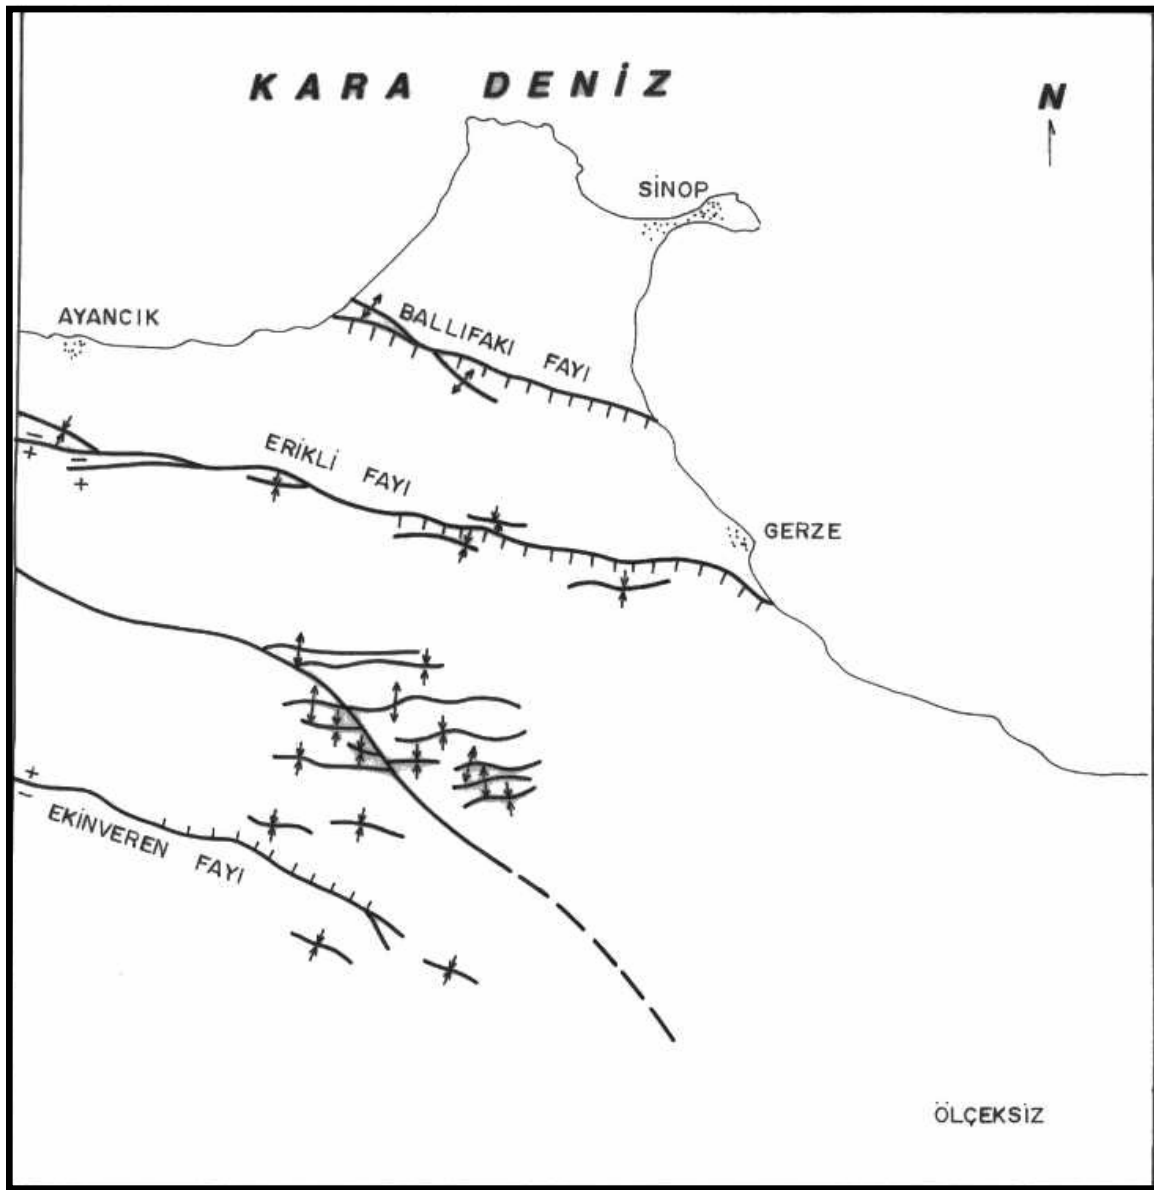 KARA DENİZ
N
SİNOP
AYANCIK
BALLIFAKI FAYI
ERİKLİ FAYI
GERZE
+
-
+
-
+
-
EKİNVEREN FAYI
ÖLÇEKSİZ